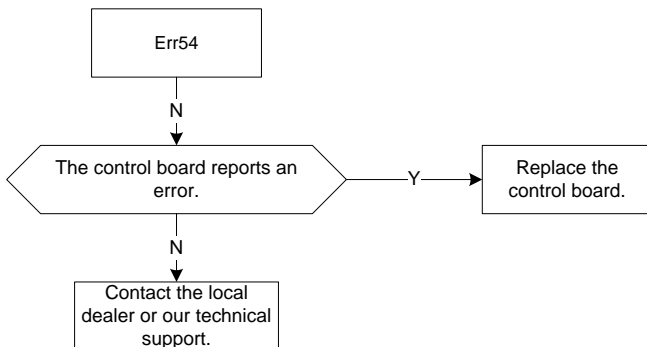 Err54
N
The control board reports an
error.
Y
Replace the
control board.
N
Contact the local
dealer or our technical
support.